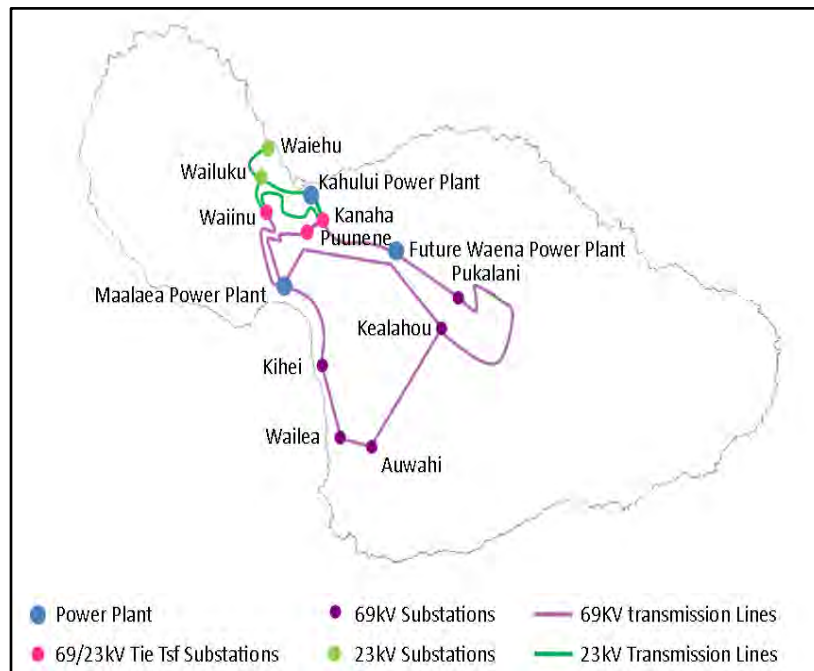 Waiehu
Wailuku
Kahului Power Plant
Waiinu
Kanaha
Puunene
Future Waena Power Plant
Pukalani
Maalaea Power Plant
Kealahou
Kihei
Wailea
Auwahi
Power Plant
69kV Substations
69KV transmission Lines
69/23kV Tie Tsf Substations
23kV Substations
23kV Transmission Lines